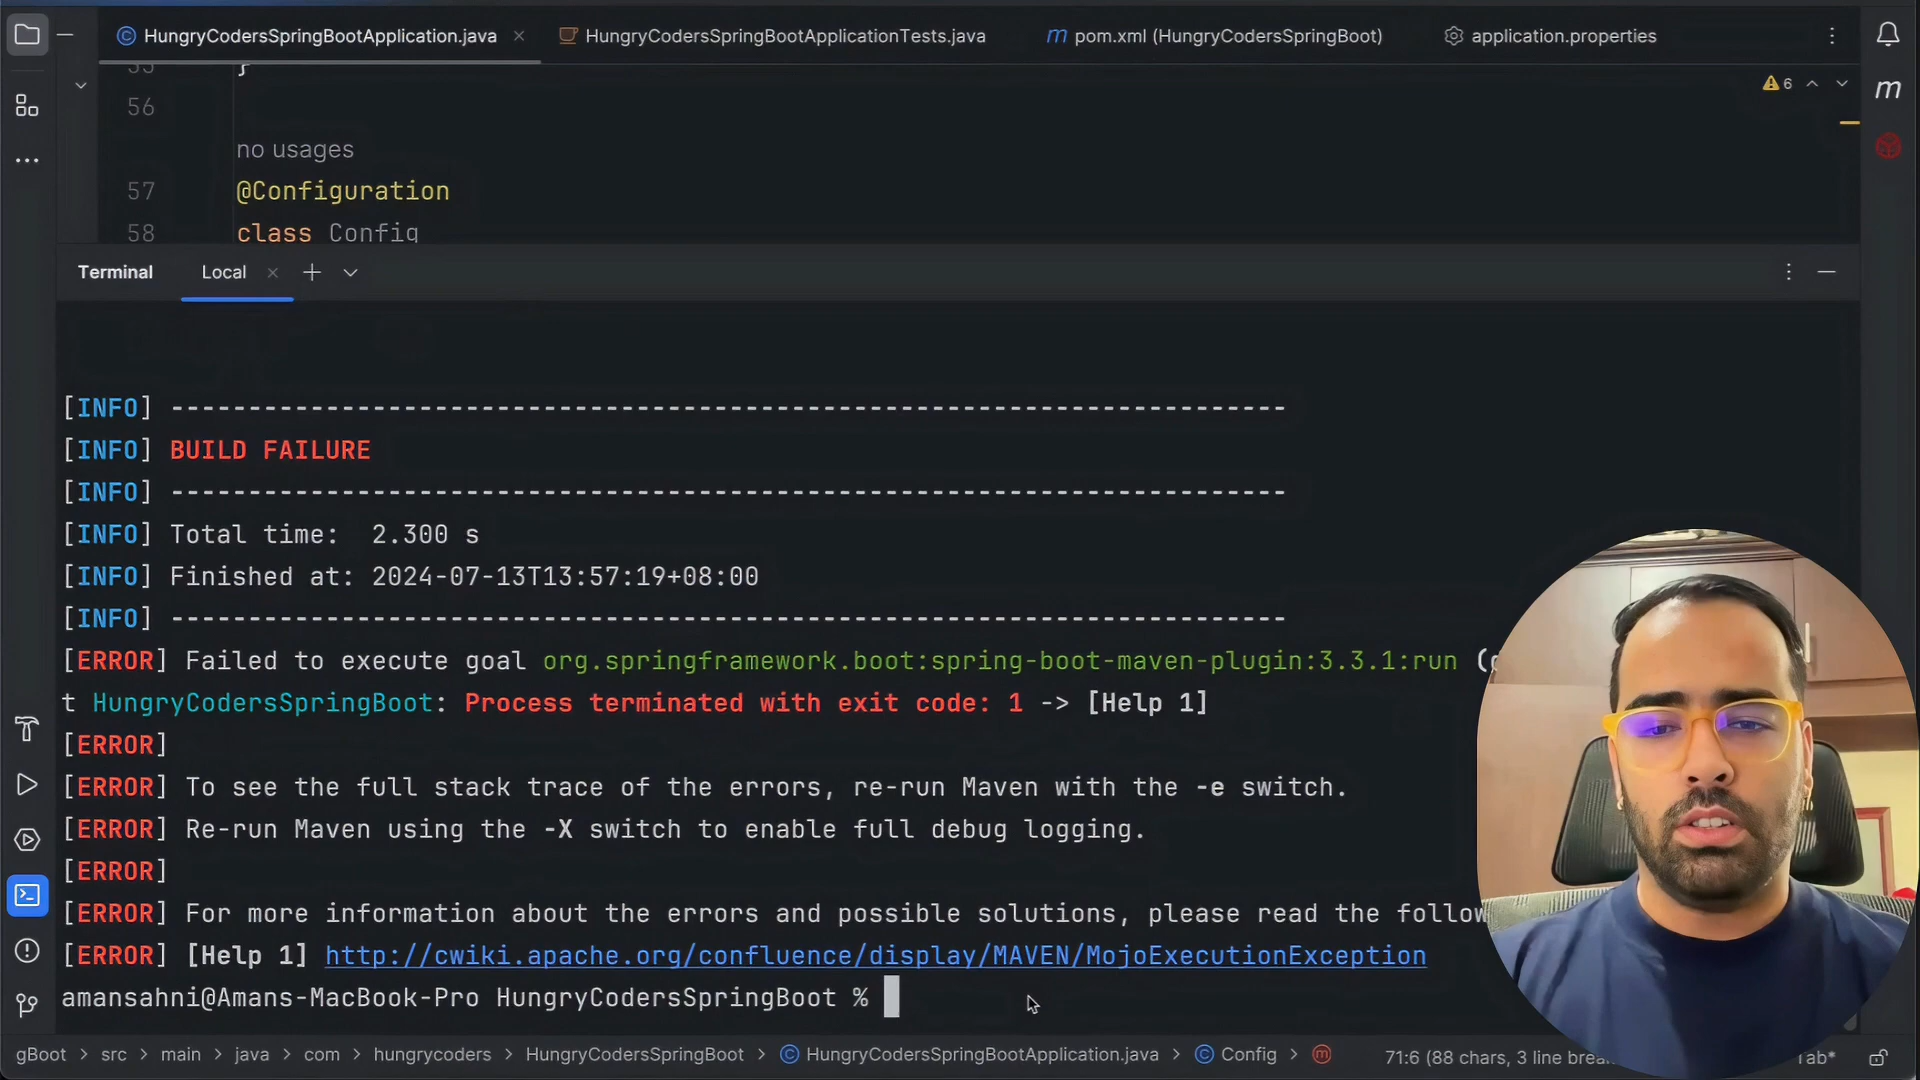 HungryCodersSpringBootApplication.java HungryCodersSpringBootApplicationTests.java pom.xml (HungryCodersSpringBoot) application.properties
55 }
56
6
no usages
57 @Configuration
58 class Config
Terminal Local
[INFO] ------------------------------------------------------------------------
[INFO] BUILD FAILURE
[INFO] ------------------------------------------------------------------------
[INFO] Total time:  2.300 s
[INFO] Finished at: 2024-07-13T13:57:19+08:00
[INFO] ------------------------------------------------------------------------
[ERROR] Failed to execute goal org.springframework.boot:spring-boot-maven-plugin:3.3.1:run (
t HungryCodersSpringBoot: Process terminated with exit code: 1 -> [Help 1]
[ERROR]
[ERROR] To see the full stack trace of the errors, re-run Maven with the -e switch.
[ERROR] Re-run Maven using the -X switch to enable full debug logging.
[ERROR]
[ERROR] For more information about the errors and possible solutions, please read the follow
[ERROR] [Help 1] http://cwiki.apache.org/confluence/display/MAVEN/MojoExecutionException
amansahni@Amans-MacBook-Pro HungryCodersSpringBoot %
gBoot > src > main > java > com > hungrycoders > HungryCodersSpringBoot > HungryCodersSpringBootApplication.java > Config > 71:6 (88 chars, 3 line brea Tab*